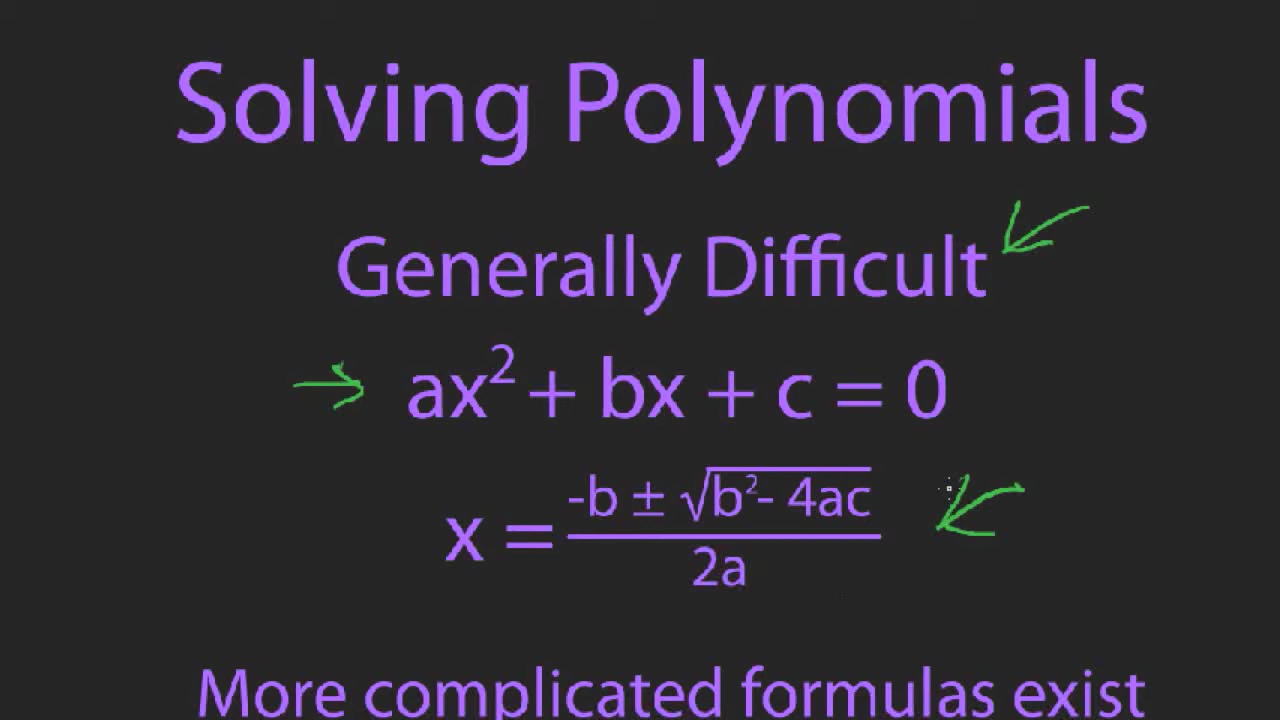 Solving Polynomials
Generally Difficult
ax² + bx + c = 0
x = -b ± √b² - 4ac / 2a
More complicated formulas exist